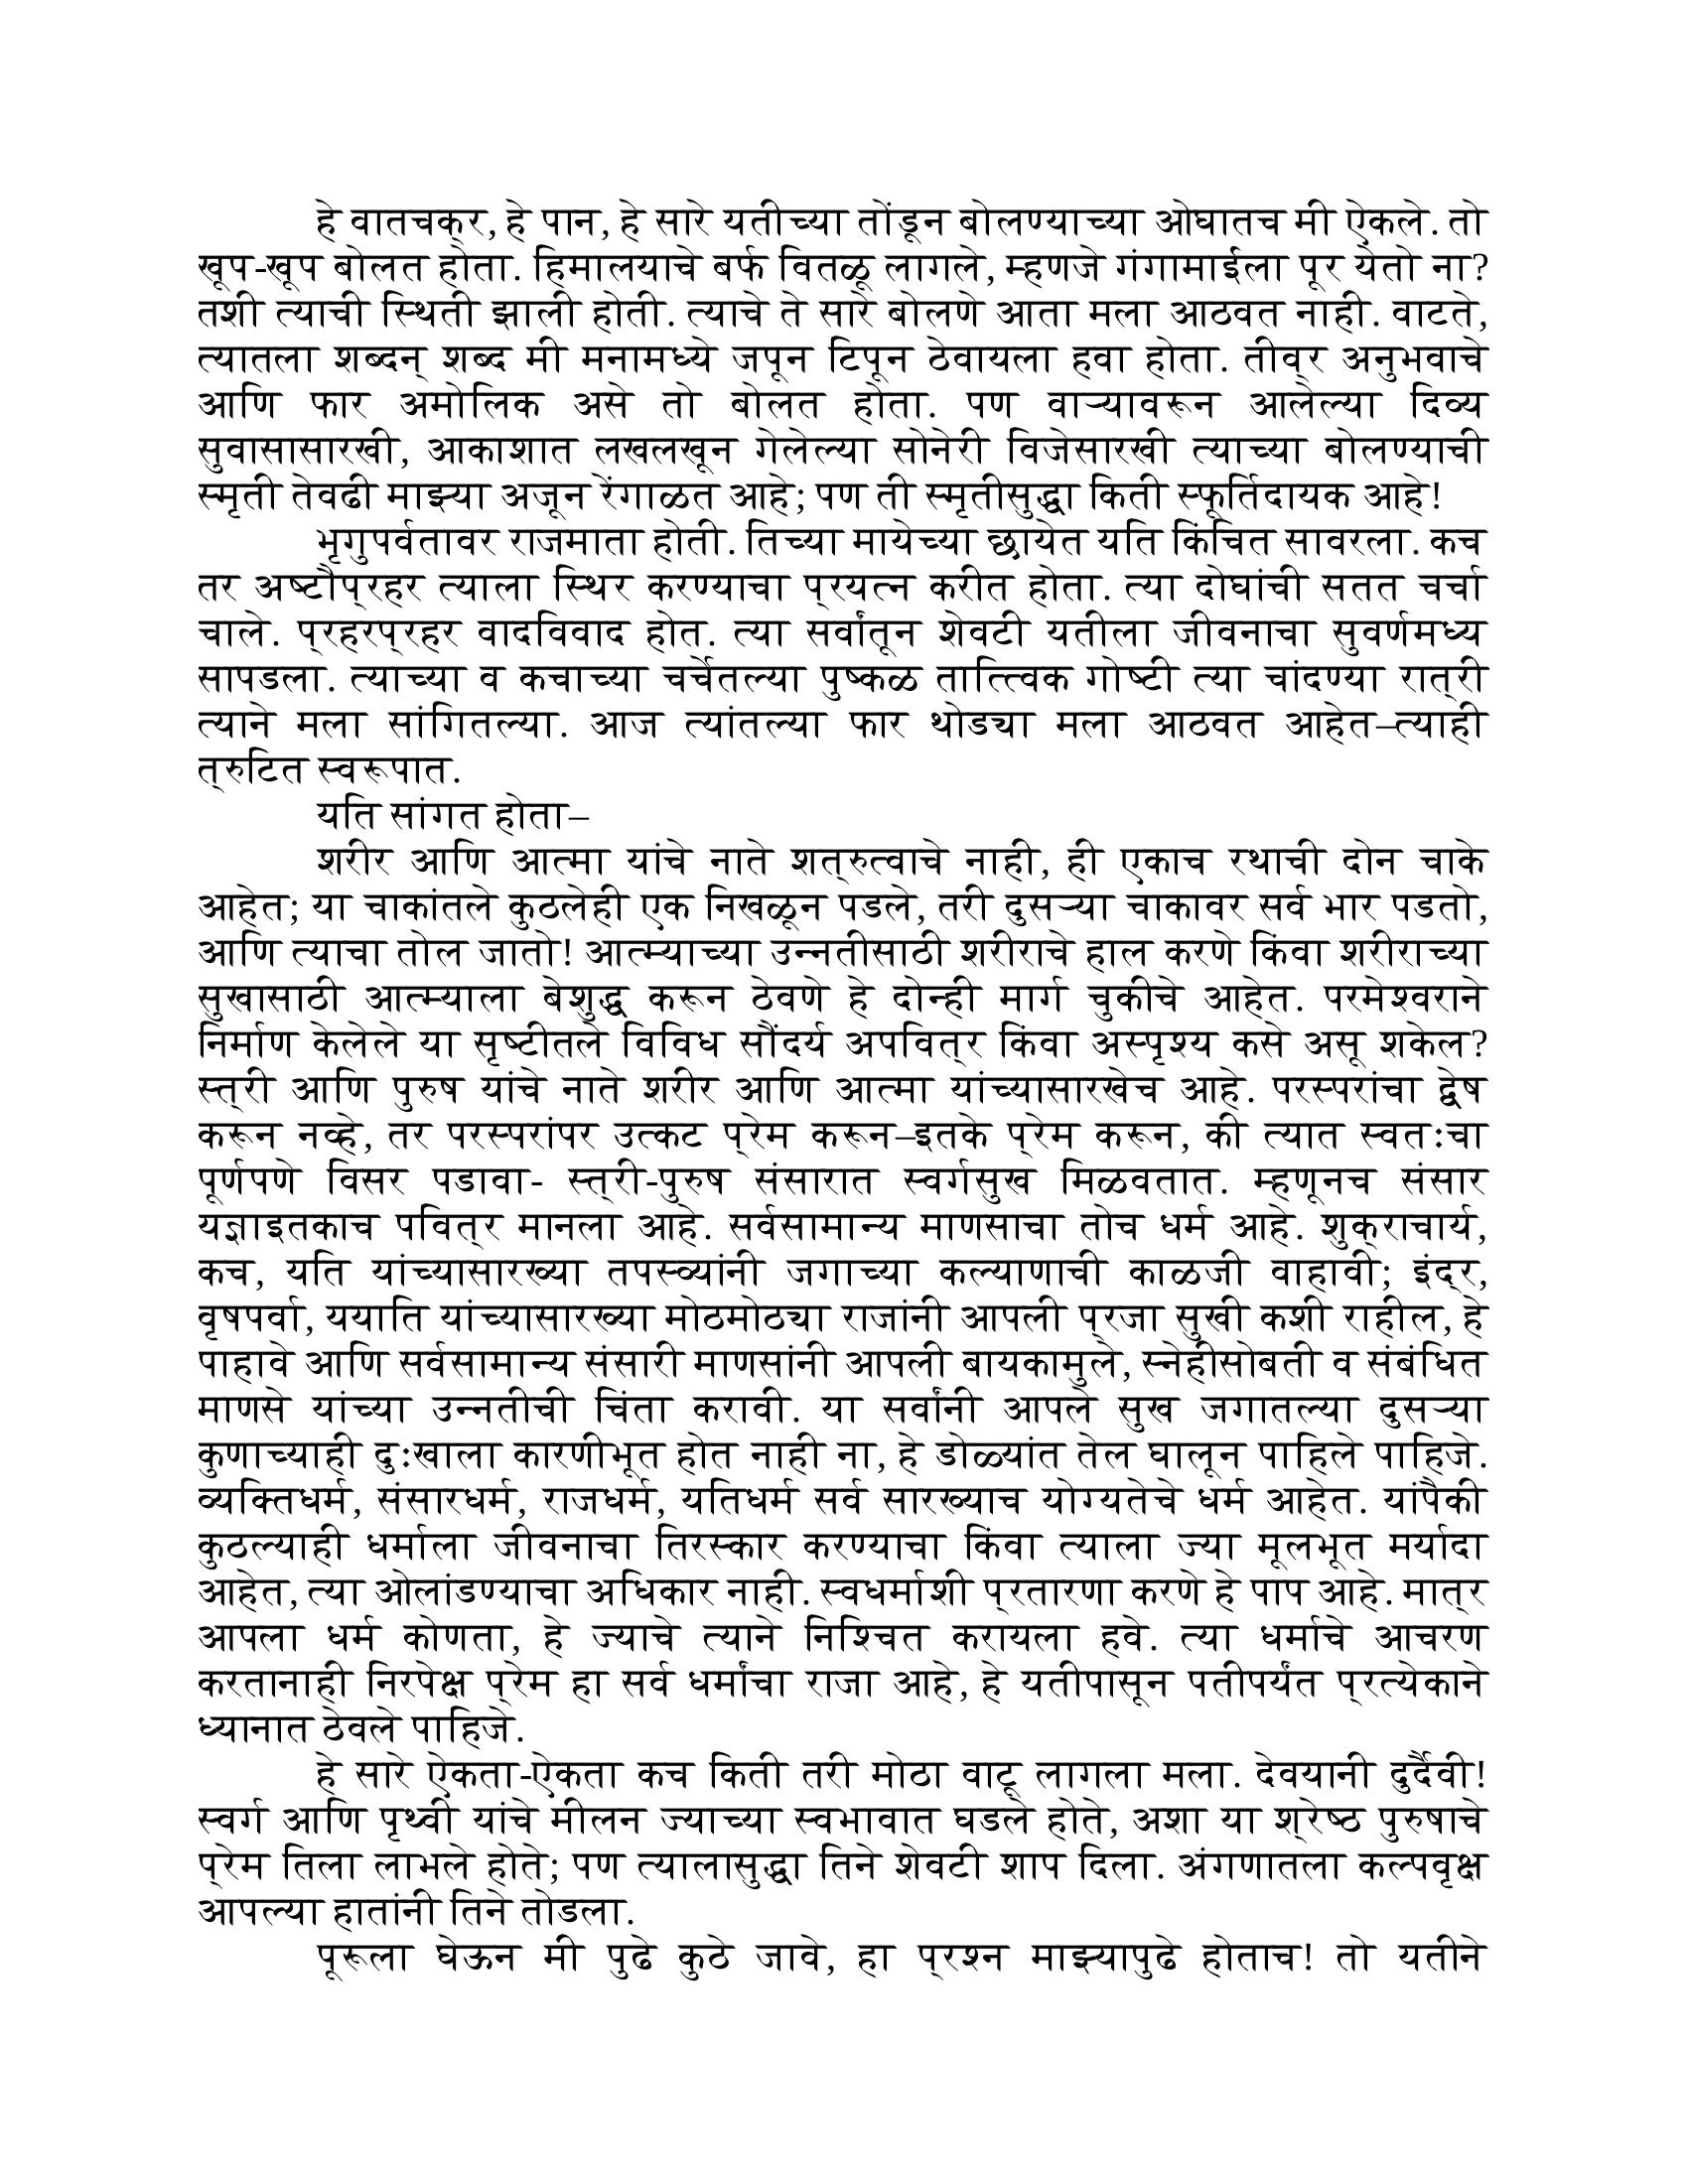 हे वातचक्र, हे पान, हे सारे यतीच्या तोंडून बोलण्याच्या ओघातच मी ऐकले. तो
खूप-खूप बोलत होता. हिमालयाचे बर्फ वितळू लागले, म्हणजे गंगामाईला पूर येतो ना?
तशी त्याची स्थिती झाली होती. त्याचे ते सारे बोलणे आता मला आठवत नाही. वाटते,
त्यातला शब्दन् शब्द मी मनामध्ये जपून टिपून ठेवायला हवा होता. तीव्र अनुभवाचे
आणि फार अमोलिक असे तो बोलत होता. पण वाऱ्यावरून आलेल्या दिव्य
सुवासासारखी, आकाशात लखलखून गेलेल्या सोनेरी विजेसारखी त्याच्या बोलण्याची
स्मृती तेवढी माझ्या अजून रेंगाळत आहे; पण ती स्मृतीसुद्धा किती स्फूर्तिदायक आहे!
भृगुपर्वतावर राजमाता होती. तिच्या मायेच्या छायेत यति किंचित सावरला. कच
तर अष्टौप्रहर त्याला स्थिर करण्याचा प्रयत्न करीत होता. त्या दोघांची सतत चर्चा
चाले. प्रहरप्रहर वादविवाद होत. त्या सर्वांतून शेवटी यतीला जीवनाचा सुवर्णमध्य
सापडला. त्याच्या व कचाच्या चर्चेतल्या पुष्कळ तात्त्विक गोष्टी त्या चांदण्या रात्री
त्याने मला सांगितल्या. आज त्यांतल्या फार थोड्या मला आठवत आहेत–त्याही
त्रुटित स्वरूपात.
यति सांगत होता–
शरीर आणि आत्मा यांचे नाते शत्रुत्वाचे नाही, ही एकाच रथाची दोन चाके
आहेत; या चाकांतले कुठलेही एक निखळून पडले, तरी दुसऱ्या चाकावर सर्व भार पडतो,
आणि त्याचा तोल जातो! आत्म्याच्या उन्नतीसाठी शरीराचे हाल करणे किंवा शरीराच्या
सुखासाठी आत्म्याला बेशुद्ध करून ठेवणे हे दोन्ही मार्ग चुकीचे आहेत. परमेश्वराने
निर्माण केलेले या सृष्टीतले विविध सौंदर्य अपवित्र किंवा अस्पृश्य कसे असू शकेल?
स्त्री आणि पुरुष यांचे नाते शरीर आणि आत्मा यांच्यासारखेच आहे. परस्परांचा द्वेष
करून नव्हे, तर परस्परांपर उत्कट प्रेम करून–इतके प्रेम करून, की त्यात स्वतःचा
पूर्णपणे विसर पडावा- स्त्री-पुरुष संसारात स्वर्गसुख मिळवतात. म्हणूनच संसार
यज्ञाइतकाच पवित्र मानला आहे. सर्वसामान्य माणसाचा तोच धर्म आहे. शुक्राचार्य,
कच, यति यांच्यासारख्या तपस्व्यांनी जगाच्या कल्याणाची काळजी वाहावी; इंद्र,
वृषपर्वा, ययाति यांच्यासारख्या मोठमोठ्या राजांनी आपली प्रजा सुखी कशी राहील, हे
पाहावे आणि सर्वसामान्य संसारी माणसांनी आपली बायकामुले, स्नेहीसोबती व संबंधित
माणसे यांच्या उन्नतीची चिंता करावी. या सर्वांनी आपले सुख जगातल्या दुसऱ्या
कुणाच्याही दुःखाला कारणीभूत होत नाही ना, हे डोळ्यांत तेल घालून पाहिले पाहिजे.
व्यक्तिधर्म, संसारधर्म, राजधर्म, यतिधर्म सर्व सारख्याच योग्यतेचे धर्म आहेत. यांपैकी
कुठल्याही धर्माला जीवनाचा तिरस्कार करण्याचा किंवा त्याला ज्या मूलभूत मर्यादा
आहेत, त्या ओलांडण्याचा अधिकार नाही. स्वधर्माशी प्रतारणा करणे हे पाप आहे. मात्र
आपला धर्म कोणता, हे ज्याचे त्याने निश्चित करायला हवे. त्या धर्माचे आचरण
करतानाही निरपेक्ष प्रेम हा सर्व धर्मांचा राजा आहे, हे यतीपासून पतीपर्यंत प्रत्येकाने
ध्यानात ठेवले पाहिजे.
हे सारे ऐकता-ऐकता कच किती तरी मोठा वाटू लागला मला. देवयानी दुर्दैवी!
स्वर्ग आणि पृथ्वी यांचे मीलन ज्याच्या स्वभावात घडले होते, अशा या श्रेष्ठ पुरुषाचे
प्रेम तिला लाभले होते; पण त्यालासुद्धा तिने शेवटी शाप दिला. अंगणातला कल्पवृक्ष
आपल्या हातांनी तिने तोडला.
पूरूला घेऊन मी पुढे कुठे जावे, हा प्रश्न माझ्यापुढे होताच! तो यतीने